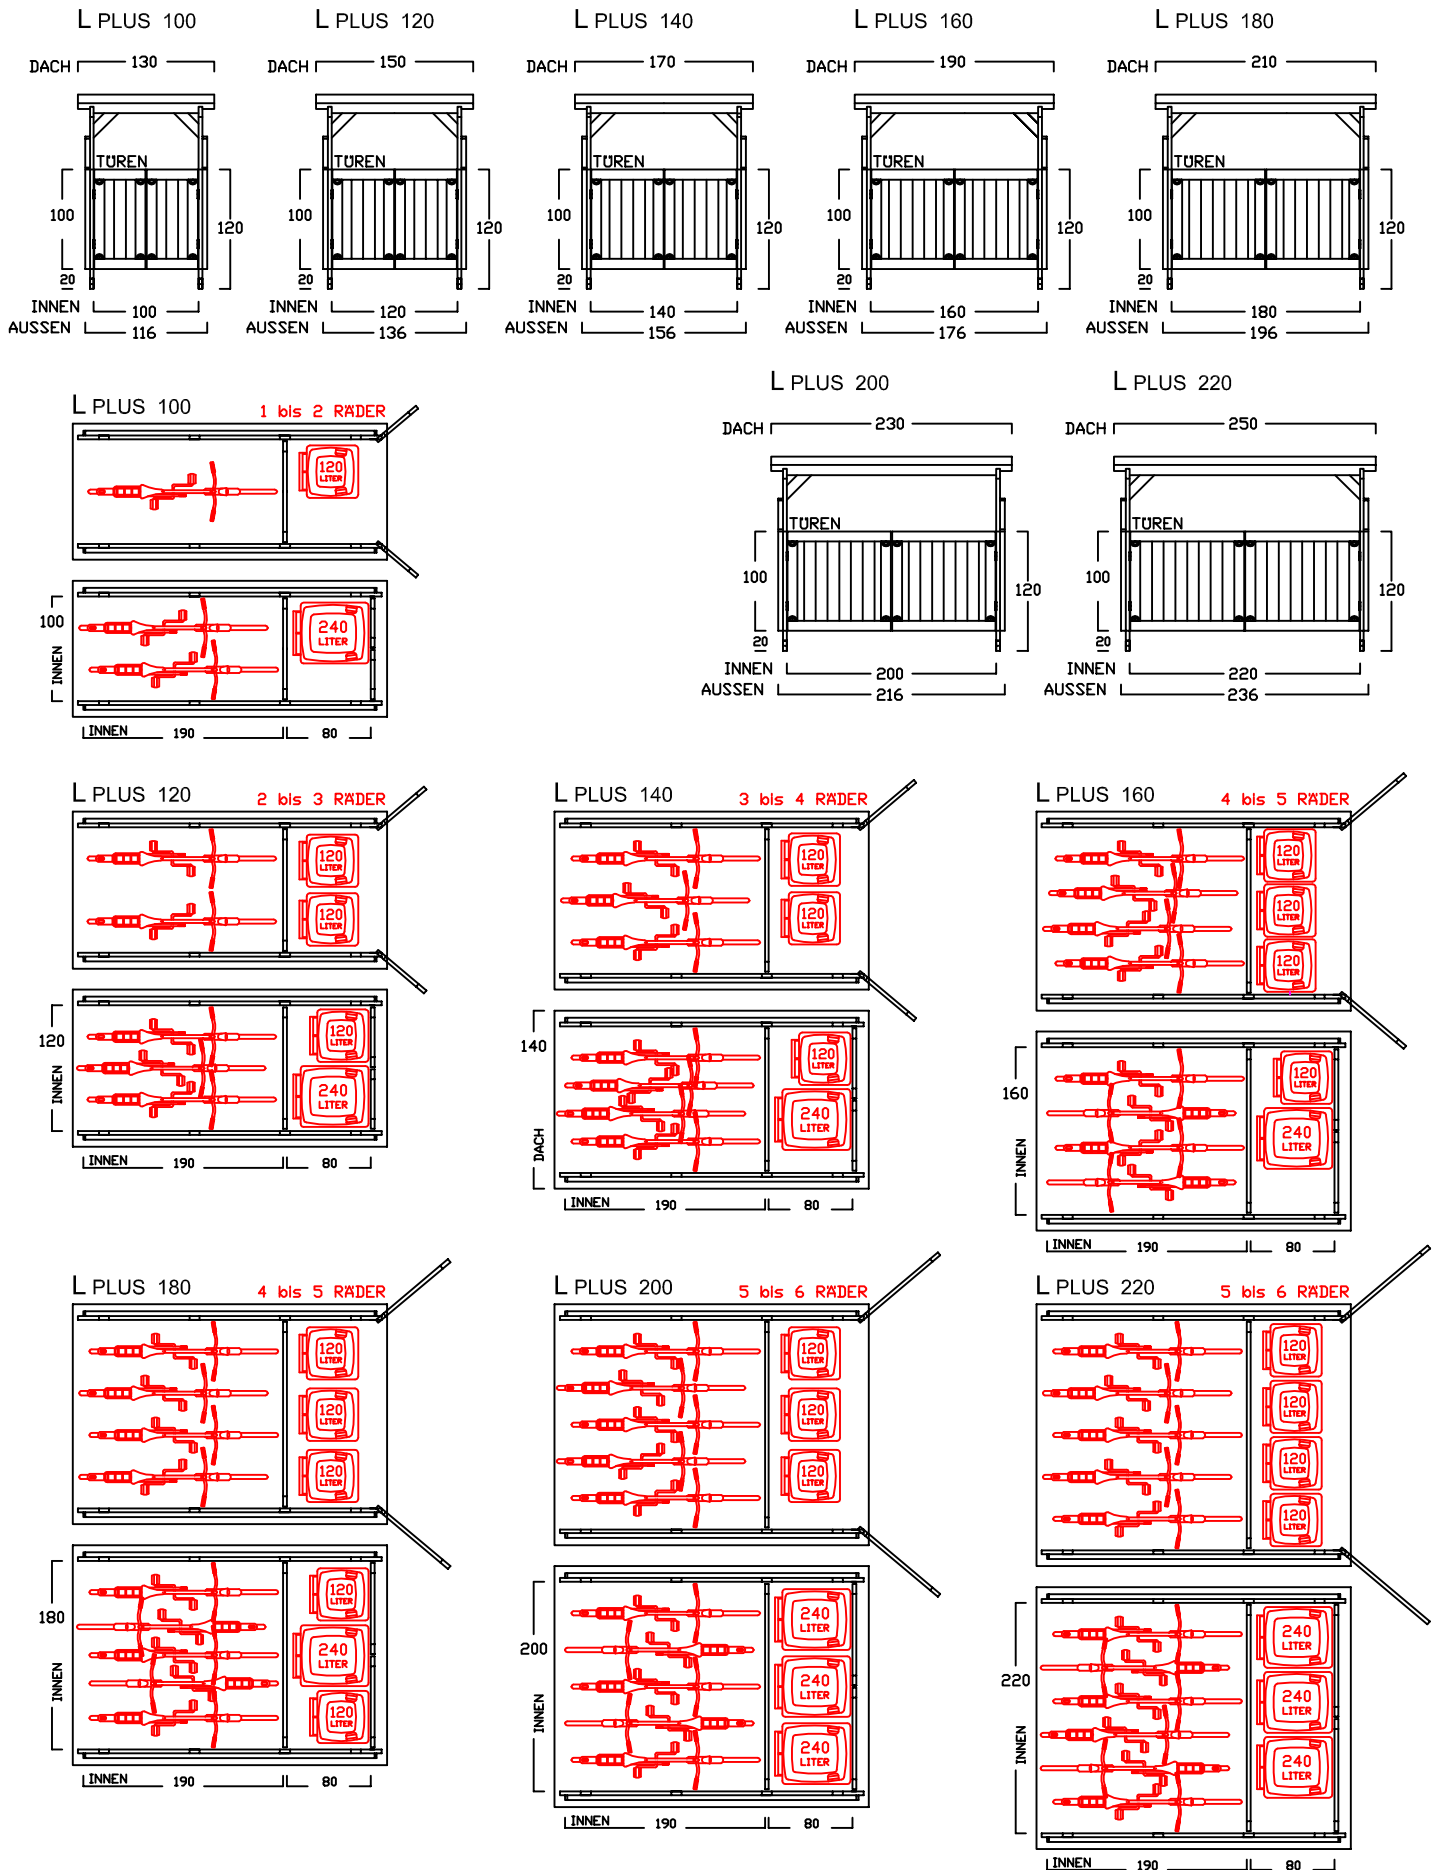 L PLUS 100
L PLUS 120
L PLUS 140
L PLUS 160
L PLUS 180
DACH 130
DACH 150
DACH 170
DACH 190
DACH 210
TÜREN
TÜREN
TÜREN
TÜREN
TÜREN
100 120
100 120
100 120
100 120
100 120
20
20
20
20
20
INNEN 100
INNEN 120
INNEN 140
INNEN 160
INNEN 180
AUSSEN 116
AUSSEN 136
AUSSEN 156
AUSSEN 176
AUSSEN 196
L PLUS 200
L PLUS 220
DACH 230
DACH 250
TÜREN
TÜREN
100 120
100 120
20
20
INNEN 200
INNEN 220
AUSSEN 216
AUSSEN 236
L PLUS 100
1 bis 2 RÄDER
120
LITER
100
INNEN
240
LITER
INNEN 190 80
L PLUS 120
2 bis 3 RÄDER
120
LITER
120
LITER
120
INNEN
120
LITER
240
LITER
INNEN 190 80
L PLUS 140
3 bis 4 RÄDER
120
LITER
120
LITER
140
DACH
120
LITER
240
LITER
INNEN 190 80
L PLUS 160
4 bis 5 RÄDER
120
LITER
120
LITER
120
LITER
160
INNEN
120
LITER
240
LITER
INNEN 190 80
L PLUS 180
4 bis 5 RÄDER
120
LITER
120
LITER
120
LITER
180
INNEN
120
LITER
240
LITER
120
LITER
INNEN 190 80
L PLUS 200
5 bis 6 RÄDER
120
LITER
120
LITER
120
LITER
200
INNEN
240
LITER
240
LITER
240
LITER
INNEN 190 80
L PLUS 220
5 bis 6 RÄDER
120
LITER
120
LITER
120
LITER
120
LITER
220
INNEN
240
LITER
240
LITER
240
LITER
INNEN 190 80